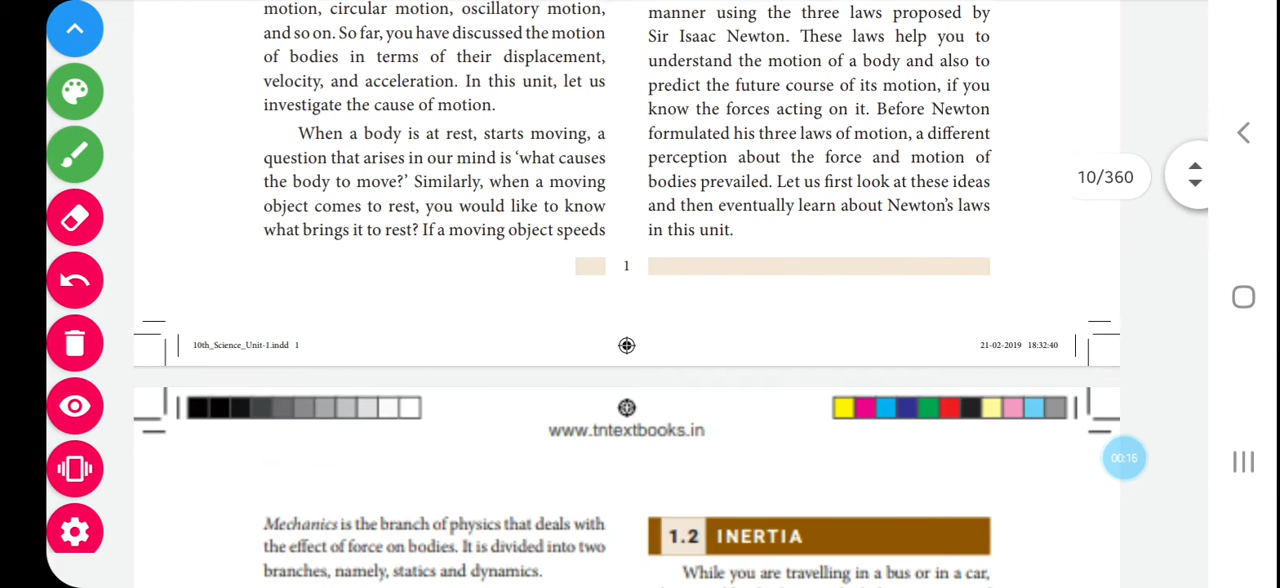 motion, circular motion, oscillatory motion,
and so on. So far, you have discussed the motion
of bodies in terms of their displacement,
velocity, and acceleration. In this unit, let us
investigate the cause of motion.
When a body is at rest, starts moving, a
question that arises in our mind is ‘what causes
the body to move?’ Similarly, when a moving
object comes to rest, you would like to know
what brings it to rest? If a moving object speeds
manner using the three laws proposed by
Sir Isaac Newton. These laws help you to
understand the motion of a body and also to
predict the future course of its motion, if you
know the forces acting on it. Before Newton
formulated his three laws of motion, a different
perception about the force and motion of
bodies prevailed. Let us first look at these ideas
and then eventually learn about Newton’s laws
in this unit.
1
10th_Science_Unit-1.indd 1
21-02-2019 18:32:40
10/360
www.tntextbooks.in
00:16
Mechanics is the branch of physics that deals with
the effect of force on bodies. It is divided into two
branches, namely, statics and dynamics.
1.2 INERTIA
While you are travelling in a bus or in a car,